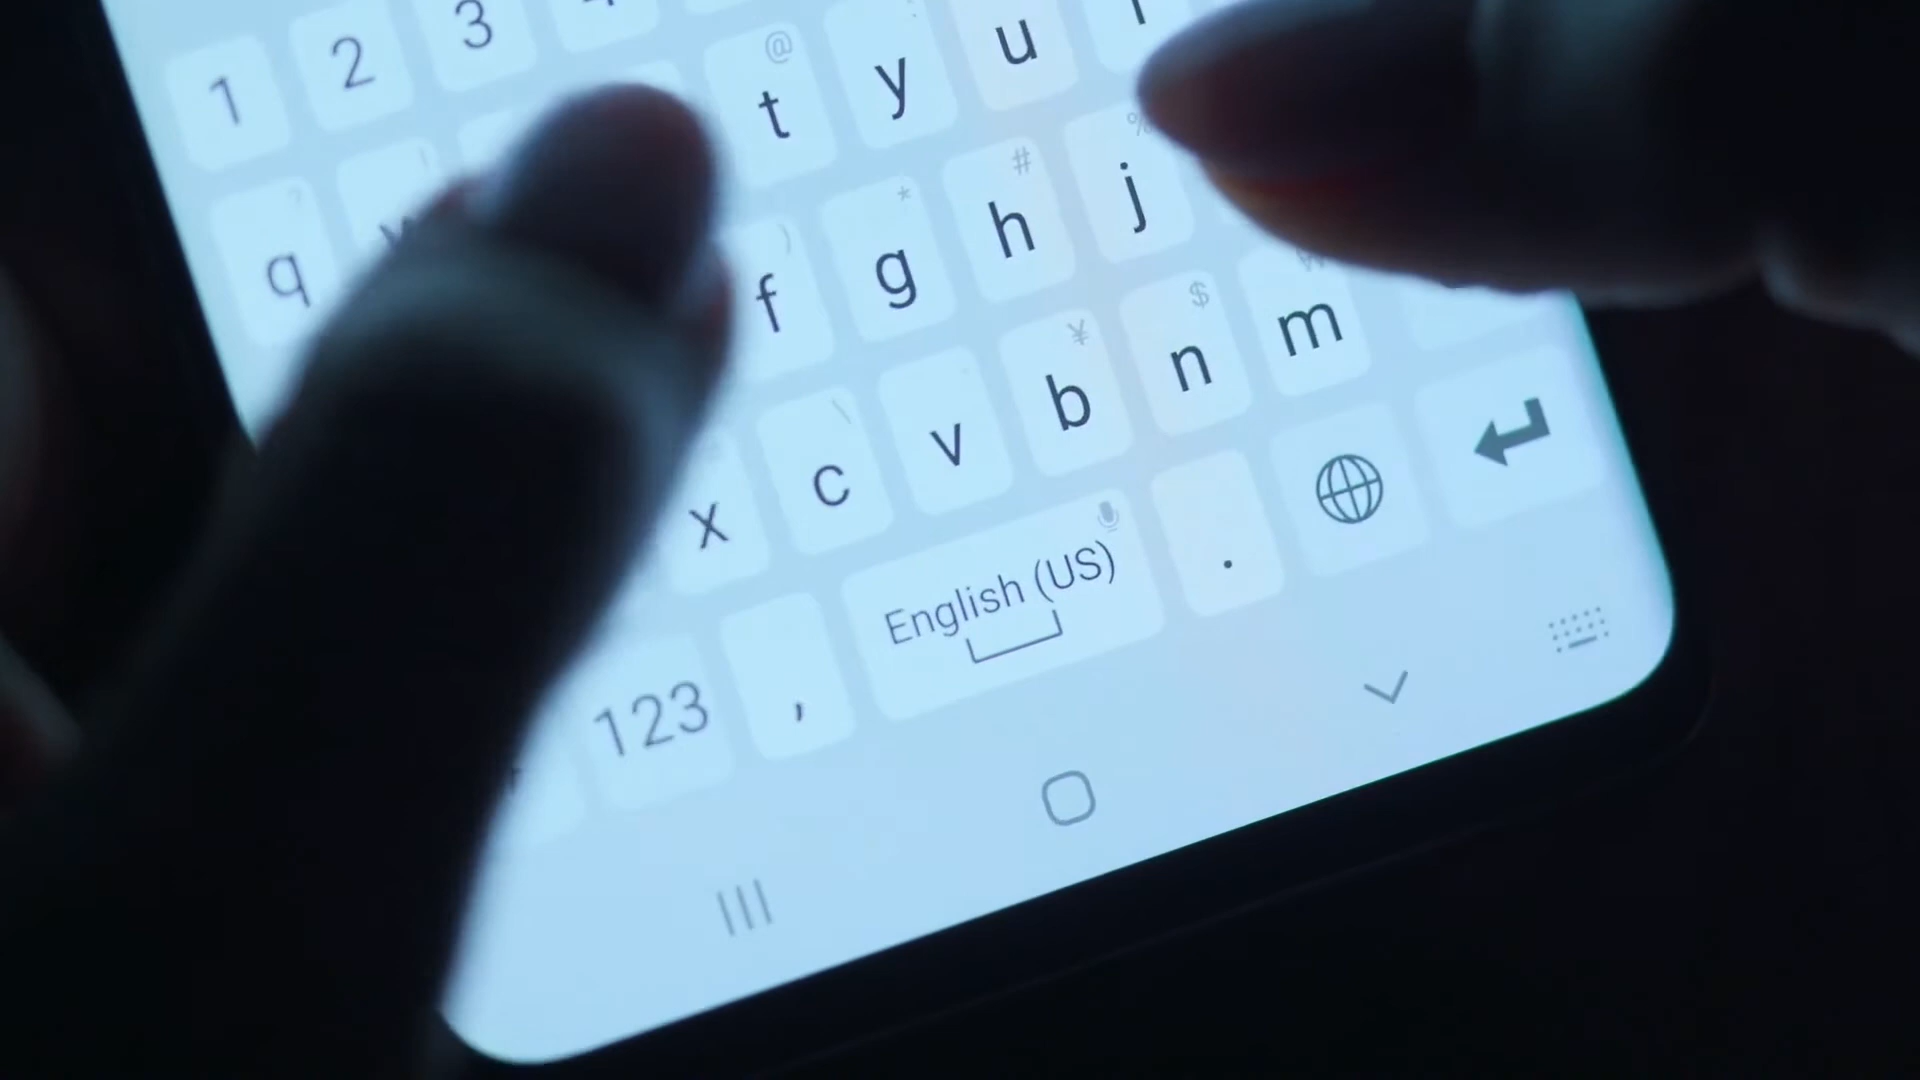 1 2 3
@
t y u
q
* # %
f g h j
\ ¥ $ ₩
x c v b n m
123 , English (US) .